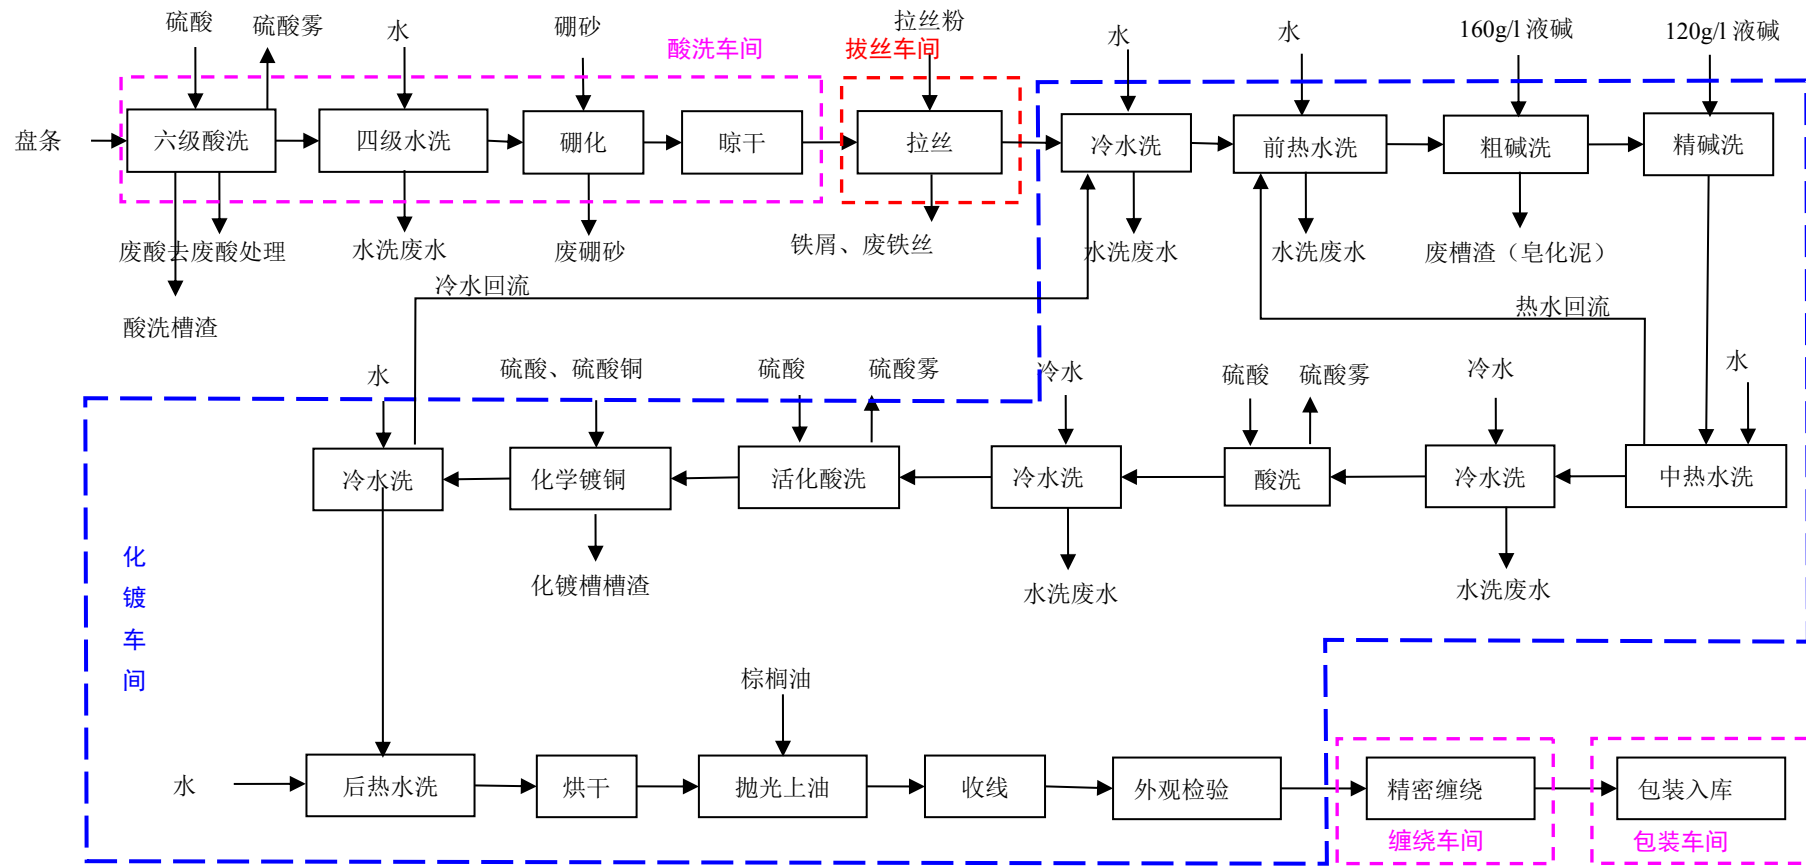 硫酸
硫酸雾
水
硼砂
拉丝粉
水
水
160g/l 液碱
120g/l 液碱
酸洗车间
拔丝车间
盘条
六级酸洗
四级水洗
硼化
晾干
拉丝
冷水洗
前热水洗
粗碱洗
精碱洗
废酸去废酸处理
水洗废水
废硼砂
铁屑、废铁丝
水洗废水
水洗废水
废槽渣（皂化泥）
酸洗槽渣
冷水回流
热水回流
水
硫酸、硫酸铜
硫酸
硫酸雾
冷水
硫酸
硫酸雾
冷水
水
冷水洗
化学镀铜
活化酸洗
冷水洗
酸洗
冷水洗
中热水洗
化镀槽槽渣
水洗废水
水洗废水
化
镀
车
间
棕榈油
水
后热水洗
烘干
抛光上油
收线
外观检验
精密缠绕
包装入库
缠绕车间
包装车间